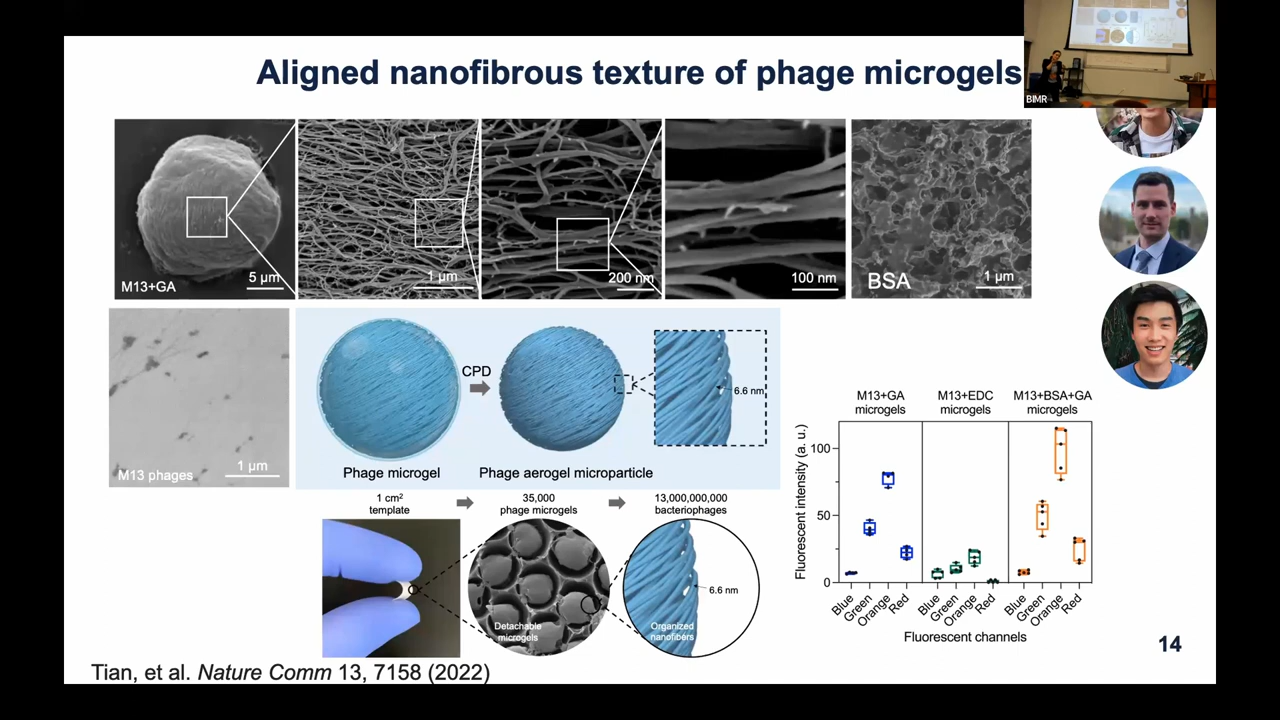 Aligned nanofibrous texture of phage microgels
BIMR
M13+GA
5 µm
1 µm
200 nm
100 nm
BSA
1 µm
M13 phages
1 µm
CPD
6.6 nm
Phage microgel
Phage aerogel microparticle
1 cm²
template
35,000
phage microgels
13,000,000,000
bacteriophages
Detachable
microgels
Organized
nanofibers
6.6 nm
M13+GA
microgels
M13+EDC
microgels
M13+BSA+GA
microgels
Fluorescent intensity (a. u.)
100
50
0
Blue
Green
Orange
Red
Blue
Green
Orange
Red
Blue
Green
Orange
Red
Fluorescent channels
14
Tian, et al. Nature Comm 13, 7158 (2022)